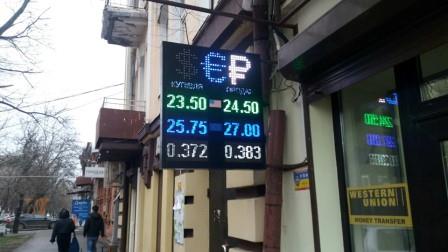 $ € ₽
КУПІВЛЯ ПРОДАЖ
23.50 24.50
25.75 27.00
0.372 0.383
WESTERN
UNION
MONEY TRANSFER